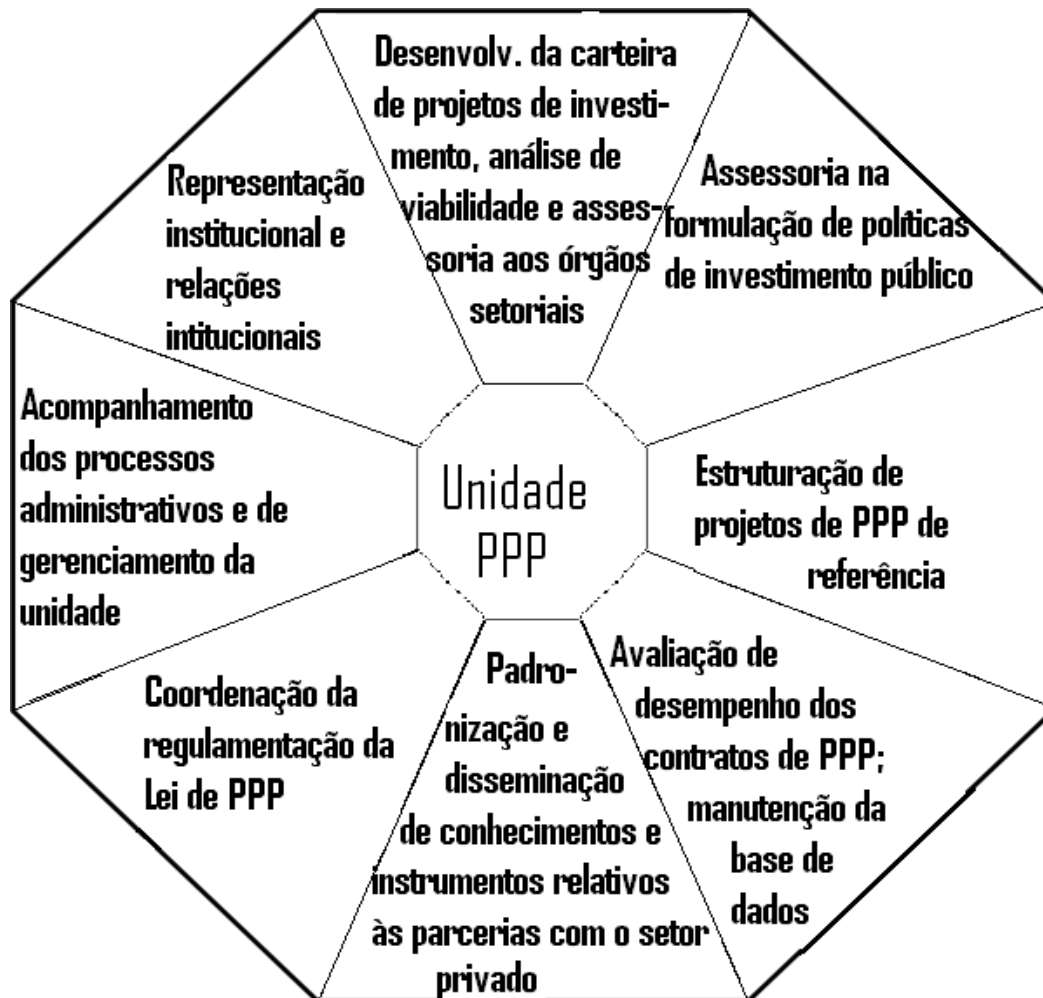 Desenvolv. da carteira
de projetos de investi-
mento, análise de
viabilidade e asses-
soria aos órgãos
setoriais
Assessoria na
formulação de políticas
de investimento público
Estruturação de
projetos de PPP de
referência
Avaliação de
desempenho dos
contratos de PPP;
manutenção da
base de
dados
Padro-
nização e
disseminação
de conhecimentos e
instrumentos relativos
às parcerias com o setor
privado
Coordenação da
regulamentação da
Lei de PPP
Acompanhamento
dos processos
administrativos e de
gerenciamento da
unidade
Representação
institucional e
relações
intitucionais
Unidade
PPP